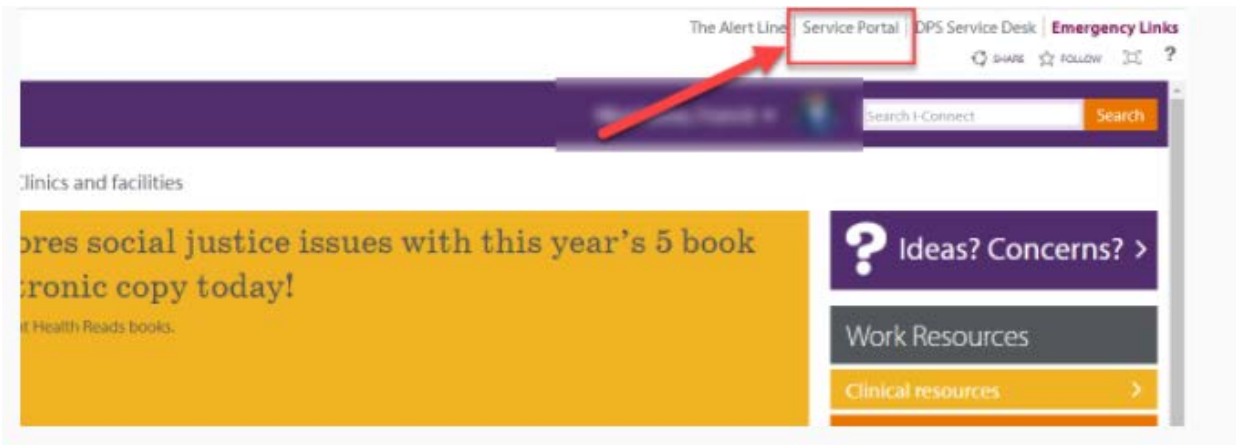 The Alert Line Service Portal DPS Service Desk Emergency Links
SHARE FOLLOW ?
Search I-Connect Search
Clinics and facilities
ores social justice issues with this year's 5 book
tronic copy today!
Health Reads books.
? Ideas? Concerns? >
Work Resources
Clinical resources >